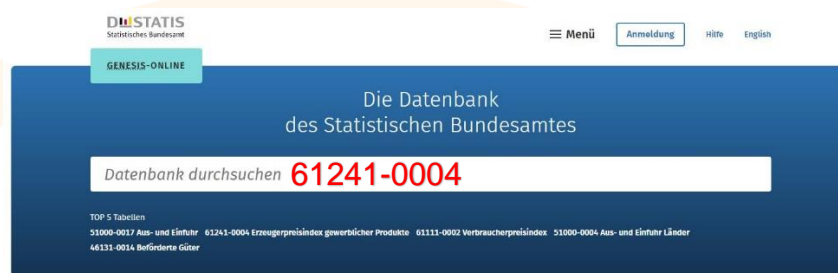 DESTATIS
Statistisches Bundesamt
Menü Anmeldung Hilfe English
GENESIS-ONLINE
Die Datenbank
des Statistischen Bundesamtes
Datenbank durchsuchen 61241-0004
TOP 5 Tabellen
51000-0017 Aus- und Einfuhr 61241-0004 Erzeugerpreisindex gewerblicher Produkte 61111-0002 Verbraucherpreisindex 51000-0004 Aus- und Einfuhr Länder
46131-0014 Beförderte Güter